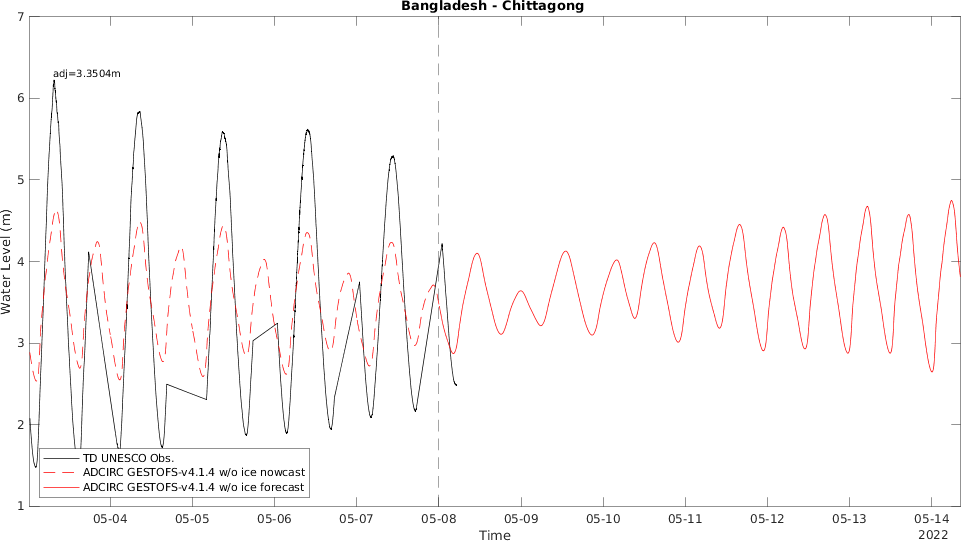 Bangladesh - Chittagong
7
6
5
4
3
2
1
Water Level (m)
adj=3.3504m
TD UNESCO Obs.
ADCIRC GESTOFS-v4.1.4 w/o ice nowcast
ADCIRC GESTOFS-v4.1.4 w/o ice forecast
05-04 05-05 05-06 05-07 05-08 05-09 05-10 05-11 05-12 05-13 05-14
2022
Time